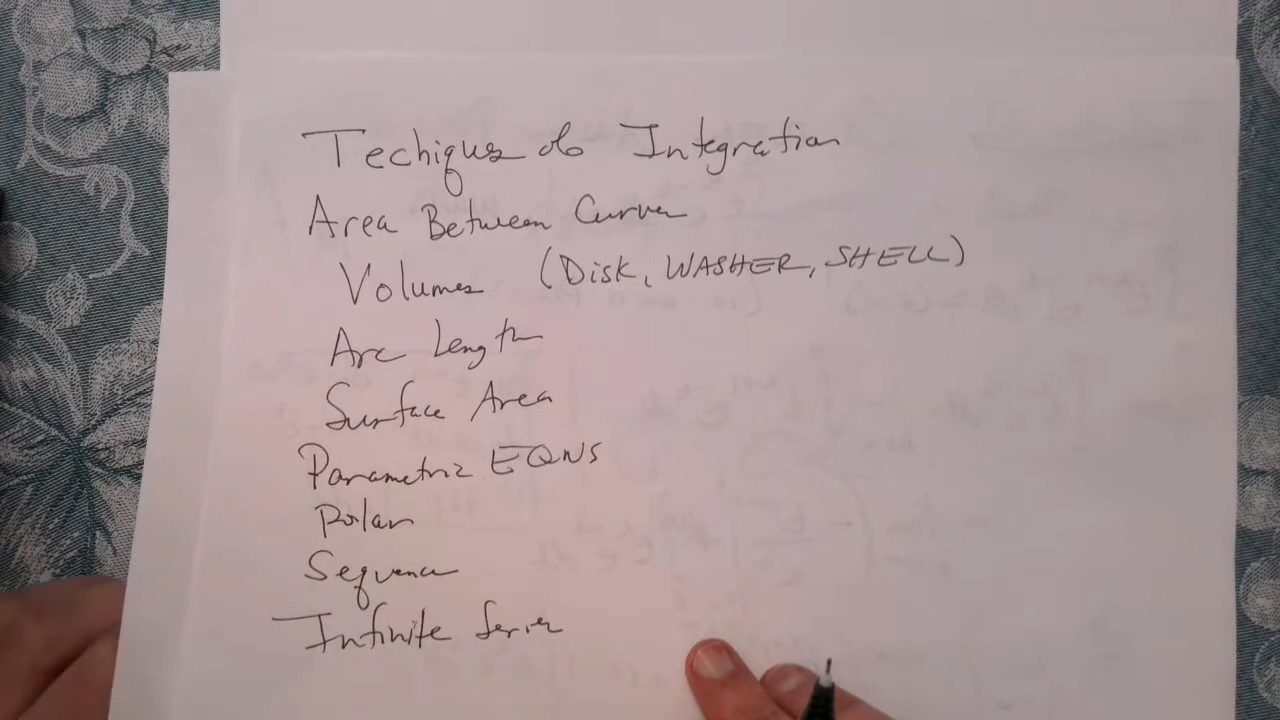 Techiques of Integration
Area Between Curves
Volumes (Disk, WASHER, SHELL)
Arc Length
Surface Area
Parametric EQNS
Polar
Sequence
Infinite Series